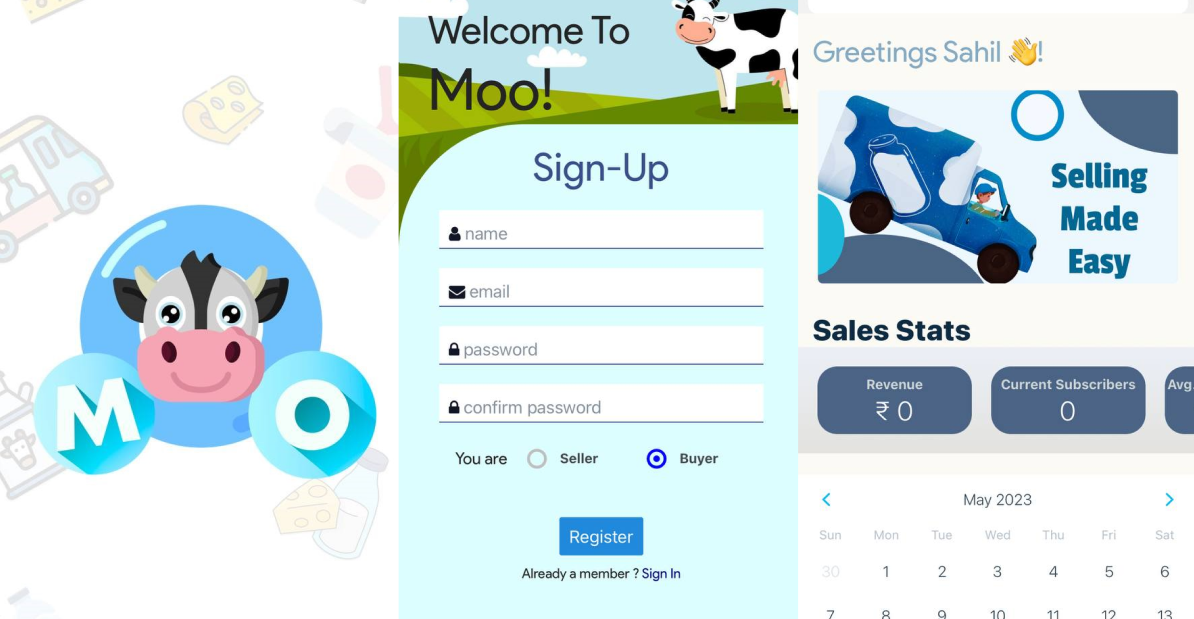 MOO
Welcome To
Moo!
Sign-Up
name
email
password
confirm password
You are Seller Buyer
Register
Already a member ? Sign In
Greetings Sahil 👋!
Selling
Made
Easy
Sales Stats
Revenue
₹ 0
Current Subscribers
0
Avg.
May 2023
Sun Mon Tue Wed Thu Fri Sat
30 1 2 3 4 5 6
7 8 9 10 11 12 13